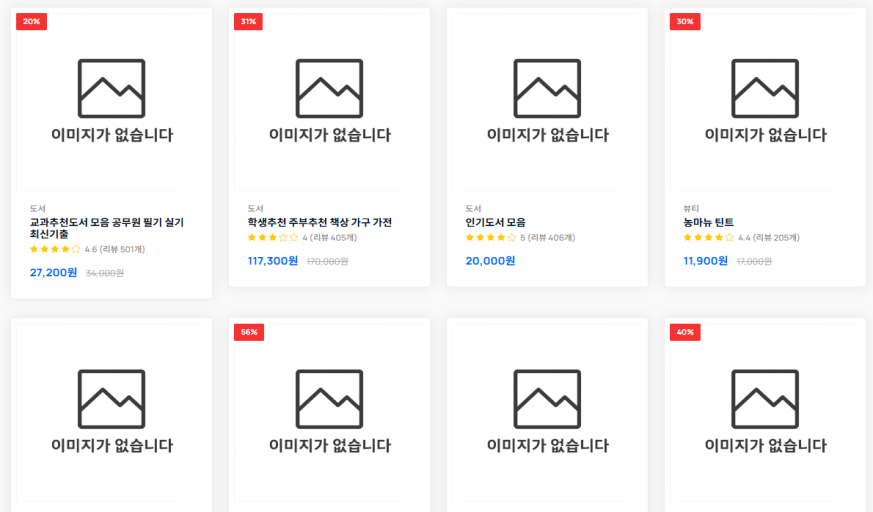 20%
이미지가 없습니다
도서
교과추천도서 모음 공무원 필기 실기
최신기출
4.6 (리뷰 501개)
27,200원 34,000원
31%
이미지가 없습니다
도서
학생추천 주부추천 책상 가구 가전
4 (리뷰 405개)
117,300원 170,000원
이미지가 없습니다
도서
인기도서 모음
5 (리뷰 406개)
20,000원
30%
이미지가 없습니다
뷰티
농마뉴 틴트
4.4 (리뷰 205개)
11,900원 17,000원
이미지가 없습니다
56%
이미지가 없습니다
이미지가 없습니다
40%
이미지가 없습니다